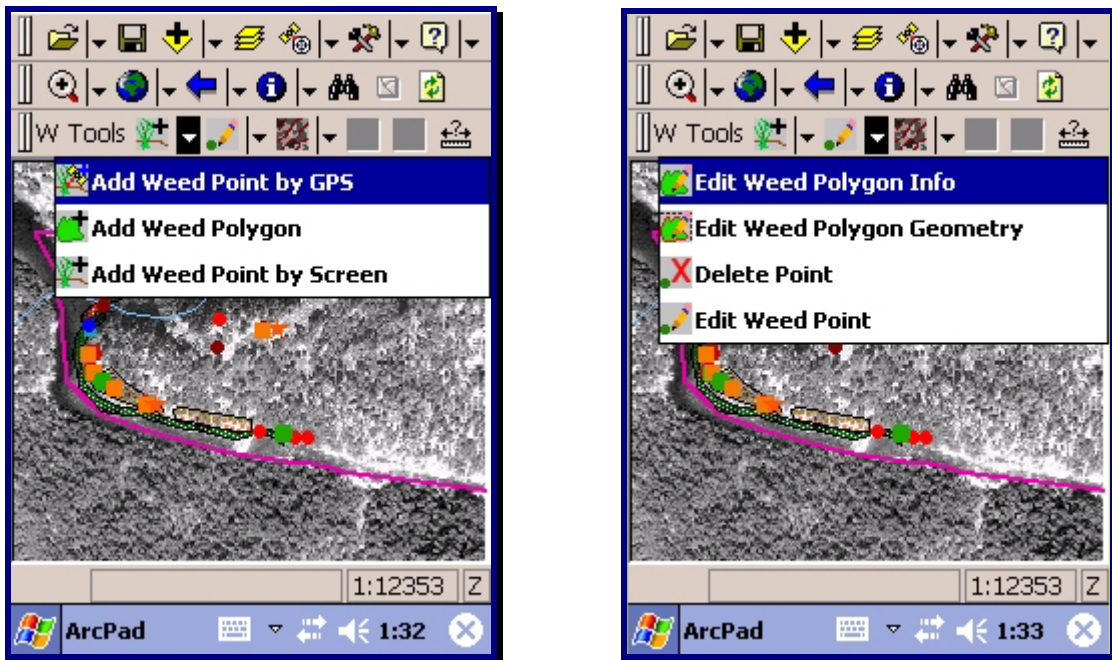 W Tools
Add Weed Point by GPS
Add Weed Polygon
Add Weed Point by Screen
1:12353 Z
ArcPad 1:32
W Tools
Edit Weed Polygon Info
Edit Weed Polygon Geometry
Delete Point
Edit Weed Point
1:12353 Z
ArcPad 1:33